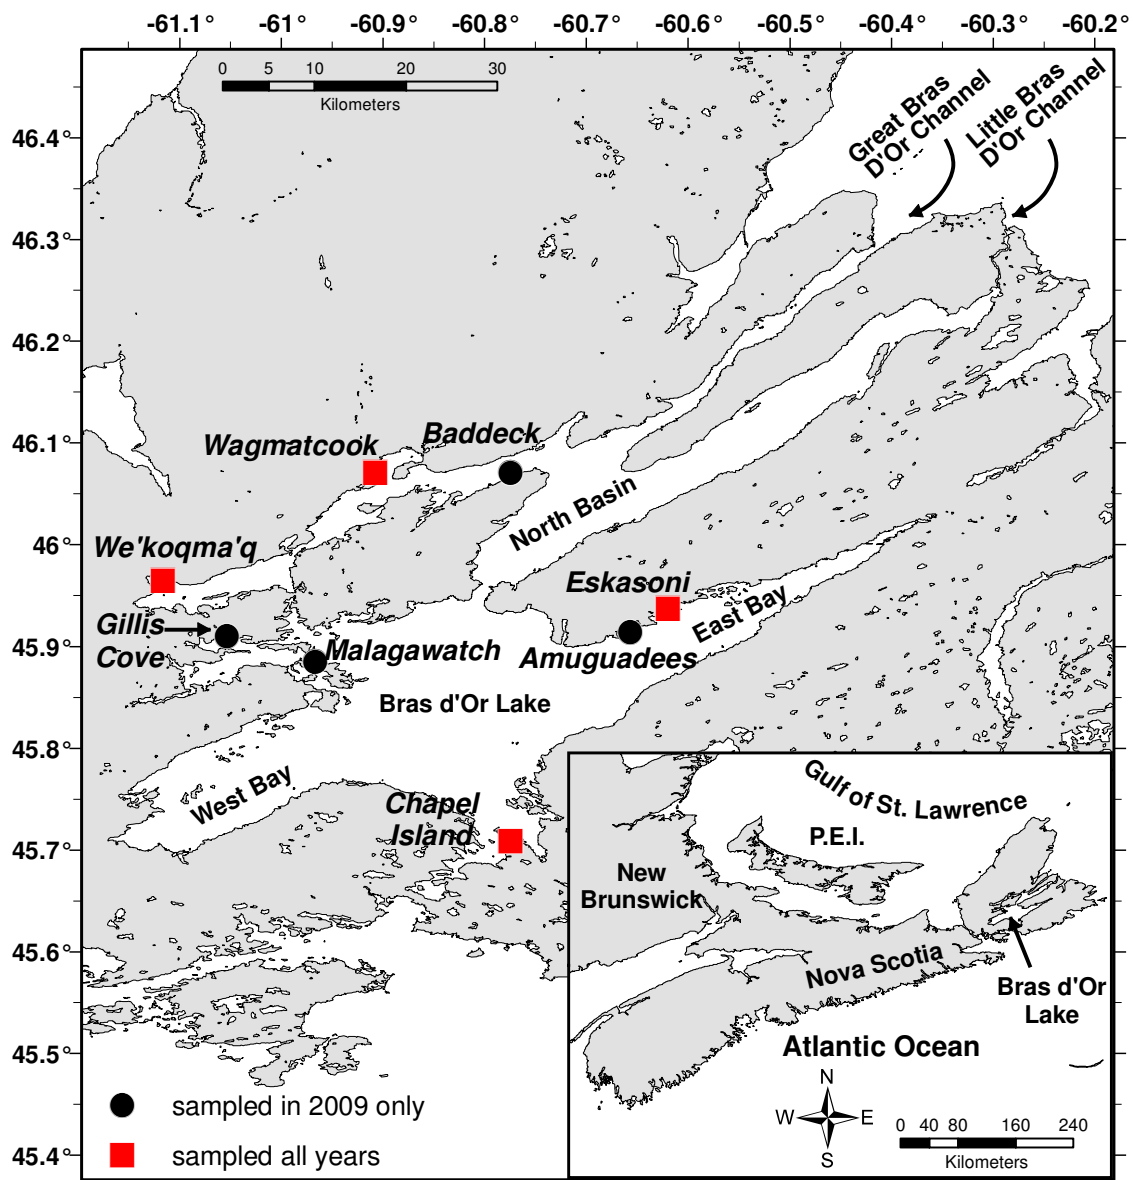 -61.1° -61° -60.9° -60.8° -60.7° -60.6° -60.5° -60.4° -60.3° -60.2°
0 5 10 20 30
Kilometers
Great Bras
D'Or Channel
Little Bras
D'Or Channel
46.4°
46.3°
46.2°
46.1°
46°
45.9°
45.8°
45.7°
45.6°
45.5°
45.4°
Wagmatcook
Baddeck
North Basin
We'koqma'q
Eskasoni
East Bay
Gillis
Cove
Malagawatch
Amuguadees
Bras d'Or Lake
West Bay
Chapel
Island
Gulf of St. Lawrence
P.E.I.
New
Brunswick
Nova Scotia
Bras d'Or
Lake
Atlantic Ocean
N
W E
S
0 40 80 160 240
Kilometers
sampled in 2009 only
sampled all years